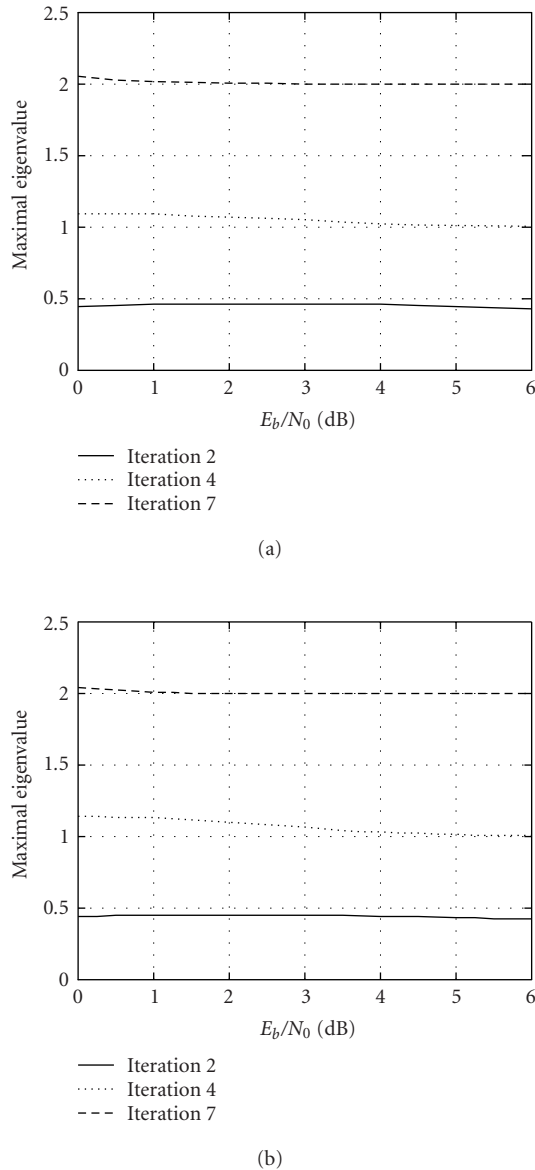 2.5
2
1.5
1
0.5
0
Maximal eigenvalue
0 1 2 3 4 5 6
E_b/N_0 (dB)
Iteration 2
Iteration 4
Iteration 7
(a)
2.5
2
1.5
1
0.5
0
Maximal eigenvalue
0 1 2 3 4 5 6
E_b/N_0 (dB)
Iteration 2
Iteration 4
Iteration 7
(b)